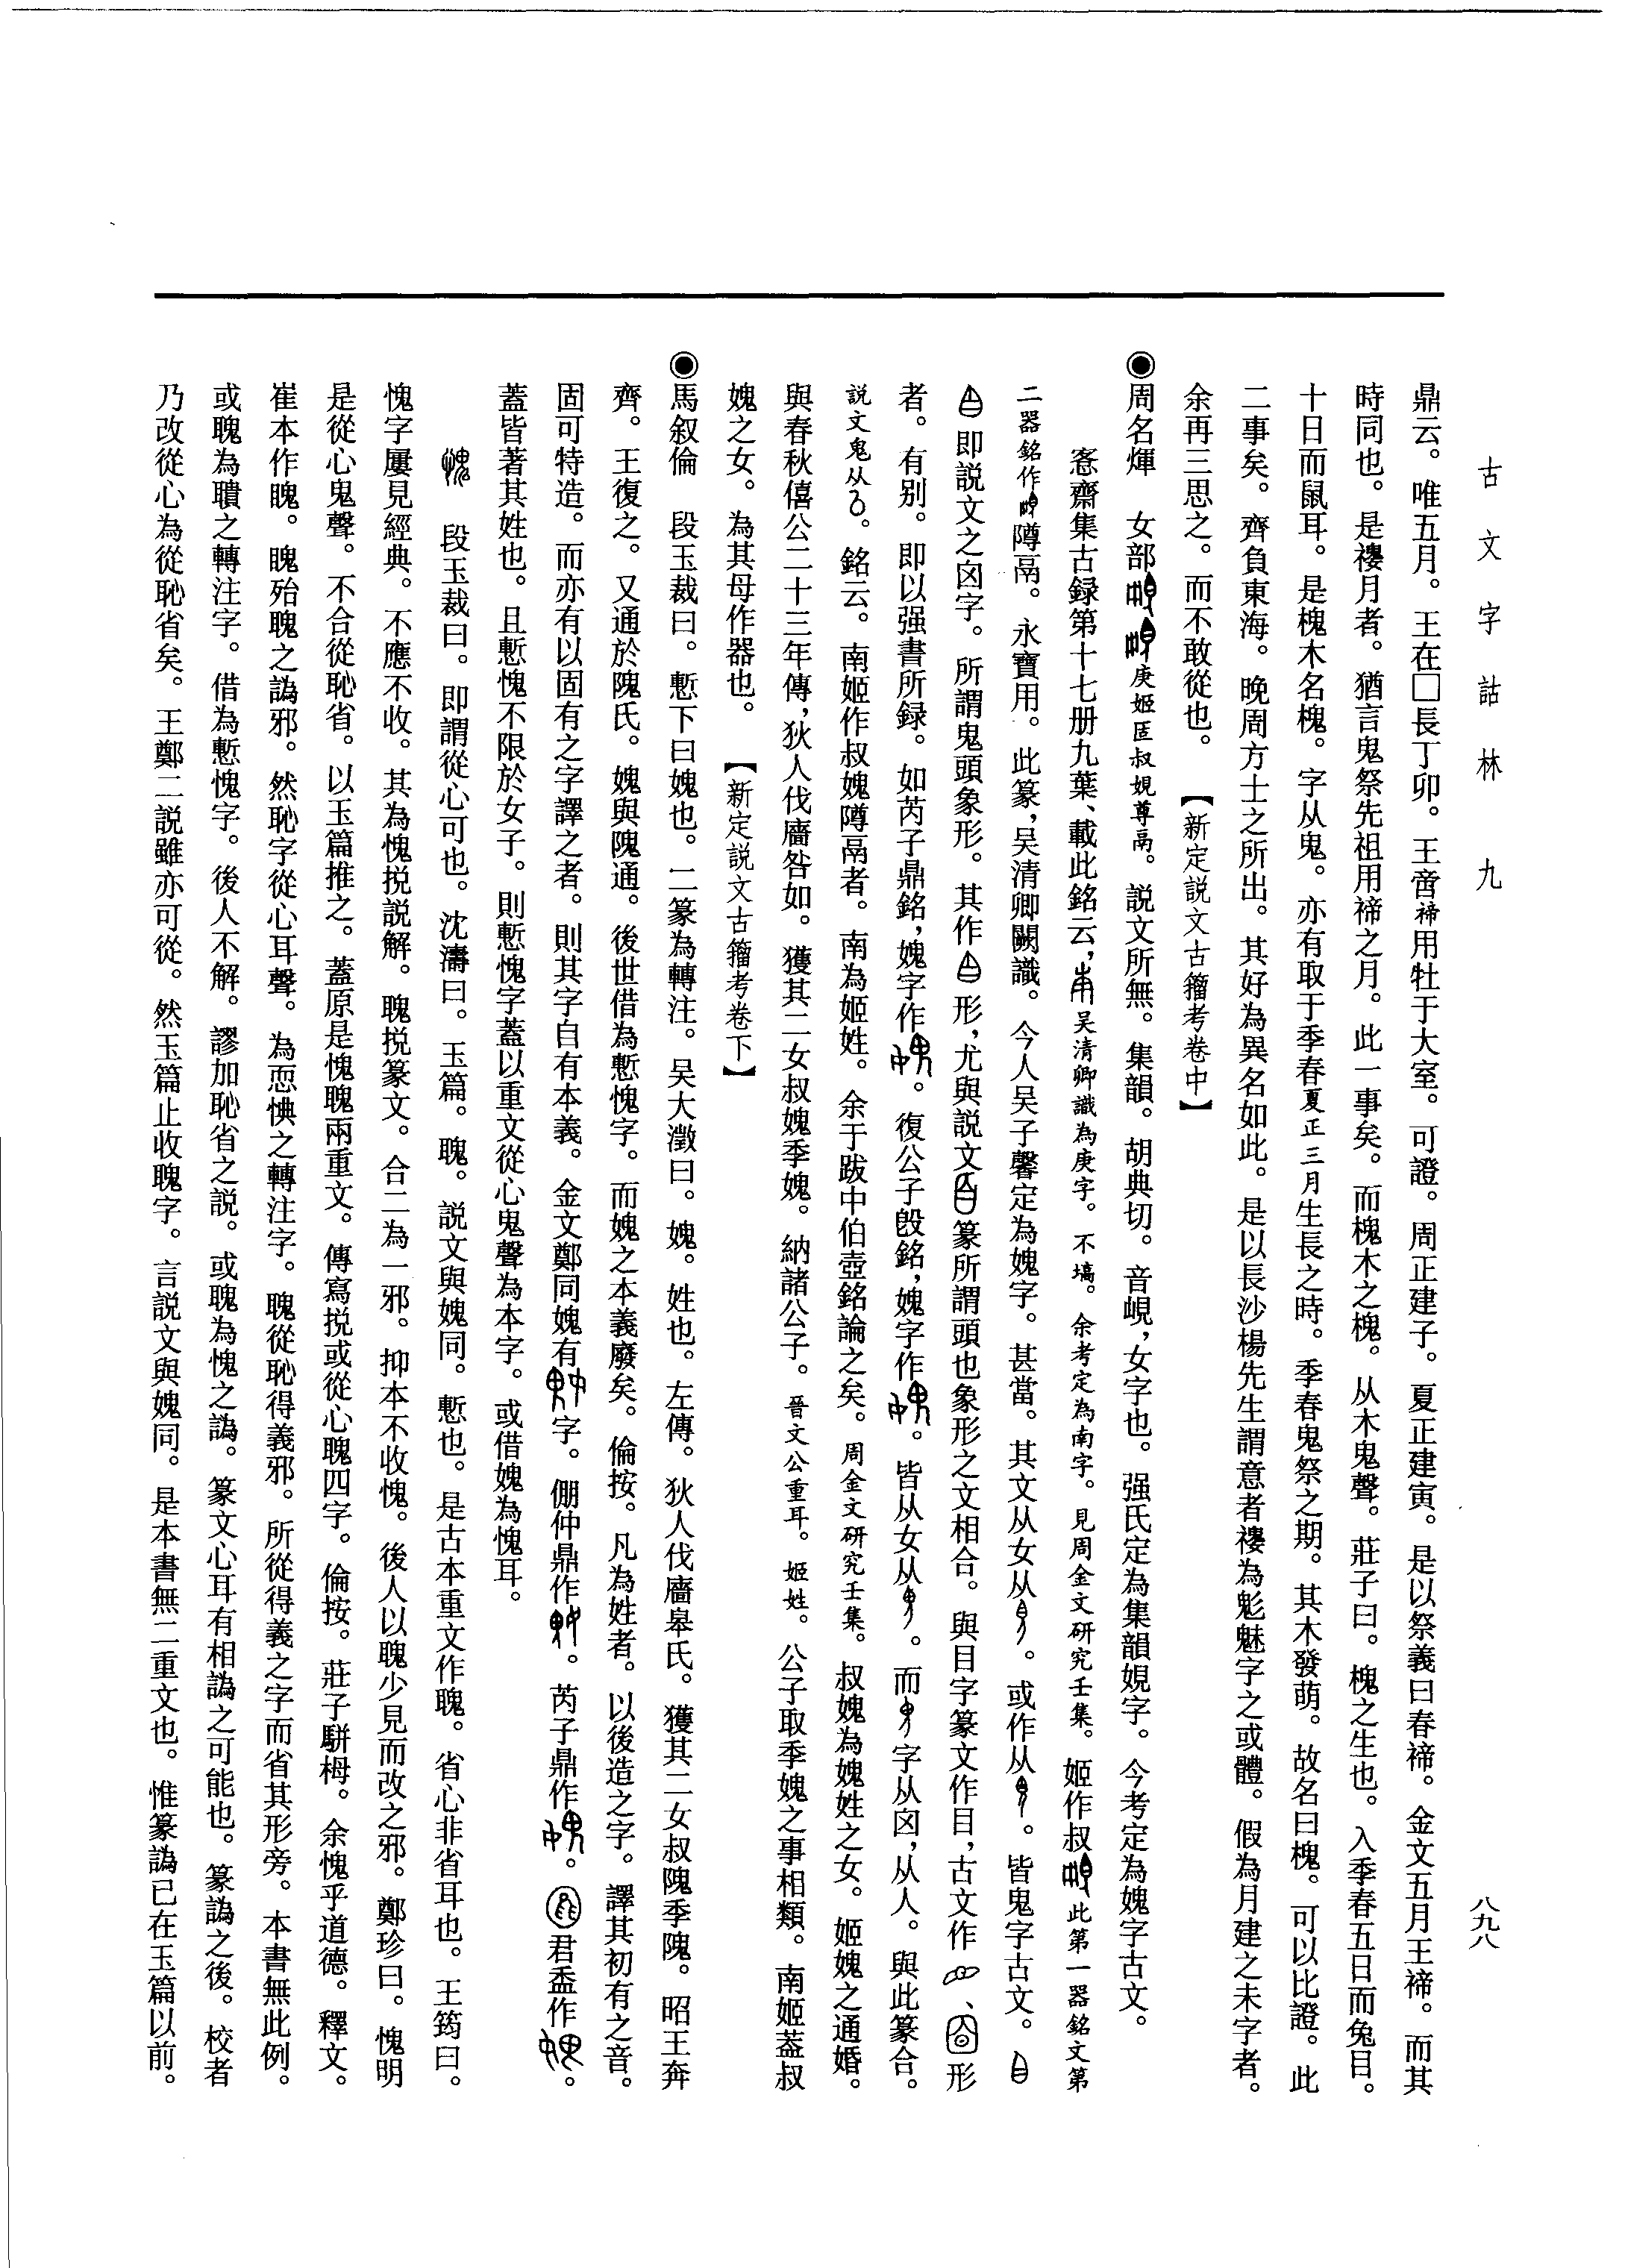 古文字詁林 九
八九八
鼎云。唯五月。王在□長丁卯。王啻禘用牡于大室。可證。周正建子。夏正建寅。是以祭義曰春禘。金文五月王禘。而其
時同也。是禝月者。猶言鬼祭先祖用禘之月。此一事矣。而槐木之槐。从木鬼聲。莊子曰。槐之生也。入季春五日而兔目。
十日而鼠耳。是槐木名槐。字从鬼。亦有取于季春夏正三月生長之時。季春鬼祭之期。其木發萌。故名曰槐。可以比證。此
二事矣。齊負東海。晚周方士之所出。其好為異名如此。是以長沙楊先生謂意者禝為鬽魅字之或體。假為月建之未字者。
余再三思之。而不敢從也。【新定說文古籀考卷中】
◉周名煇 女部庚姬匜叔娊尊鬲。說文所無。集韻。胡典切。音峴，女字也。强氏定為集韻娊字。今考定為媿字古文。
愙齋集古録第十七册九葉、載此銘云，吴清卿識為庚字。不塙。余考定為南字。見周金文研究壬集。姬作叔此第一器銘文第
二器銘作隣鬲。永寶用。此篆，吴清卿闕識。今人吴子馨定為媿字。甚當。其文从女从。或作从。皆鬼字古文。
即說文之囟字。所謂鬼頭象形。其作形，尤與說文篆所謂頭也象形之文相合。與目字篆文作目，古文作、形
者。有别。即以强書所録。如芮子鼎銘，媿字作。復公子𣪘銘，媿字作。皆从女从。而字从囟，从人。與此篆合。
說文鬼从。銘云。南姬作叔媿隣鬲者。南為姬姓。余于跋中伯壺銘論之矣。周金文研究壬集。叔媿為媿姓之女。姬媿之通婚。
與春秋僖公二十三年傳，狄人伐廧咎如。獲其二女叔媿季媿。納諸公子。晉文公重耳。姬姓。公子取季媿之事相類。南姬葢叔
媿之女。為其母作器也。【新定說文古籀考卷下】
◉馬叙倫 段玉裁曰。慙下曰媿也。二篆為轉注。吴大澂曰。媿。姓也。左傳。狄人伐廧皋氏。獲其二女叔隗季隗。昭王奔
齊。王復之。又通於隗氏。媿與隗通。後世借為慙愧字。而媿之本義廢矣。倫按。凡為姓者。以後造之字。譯其初有之音。
固可特造。而亦有以固有之字譯之者。則其字自有本義。金文鄭同媿有字。倗仲鼎作。芮子鼎作。君盉作。
蓋皆著其姓也。且慙愧不限於女子。則慙愧字蓋以重文從心鬼聲為本字。或借媿為愧耳。
段玉裁曰。即謂從心可也。沈濤曰。玉篇。聭。說文與媿同。慙也。是古本重文作聭。省心非省耳也。王筠曰。
愧字屢見經典。不應不收。其為愧挩說解。聭挩篆文。合二為一邪。抑本不收愧。後人以聭少見而改之邪。鄭珍曰。愧明
是從心鬼聲。不合從恥省。以玉篇推之。蓋原是愧聭兩重文。傳寫挩或從心聭四字。倫按。莊子駢栂。余愧乎道德。釋文。
崔本作䁛。䁛殆聭之譌邪。然恥字從心耳聲。為恧怏之轉注字。聭從恥得義邪。所從得義之字而省其形旁。本書無此例。
或聭為聵之轉注字。借為慙愧字。後人不解。謬加恥省之說。或聭為愧之譌。篆文心耳有相譌之可能也。篆譌之後。校者
乃改從心為從恥省矣。王鄭二說雖亦可從。然玉篇止收聭字。言說文與媿同。是本書無二重文也。惟篆譌已在玉篇以前。